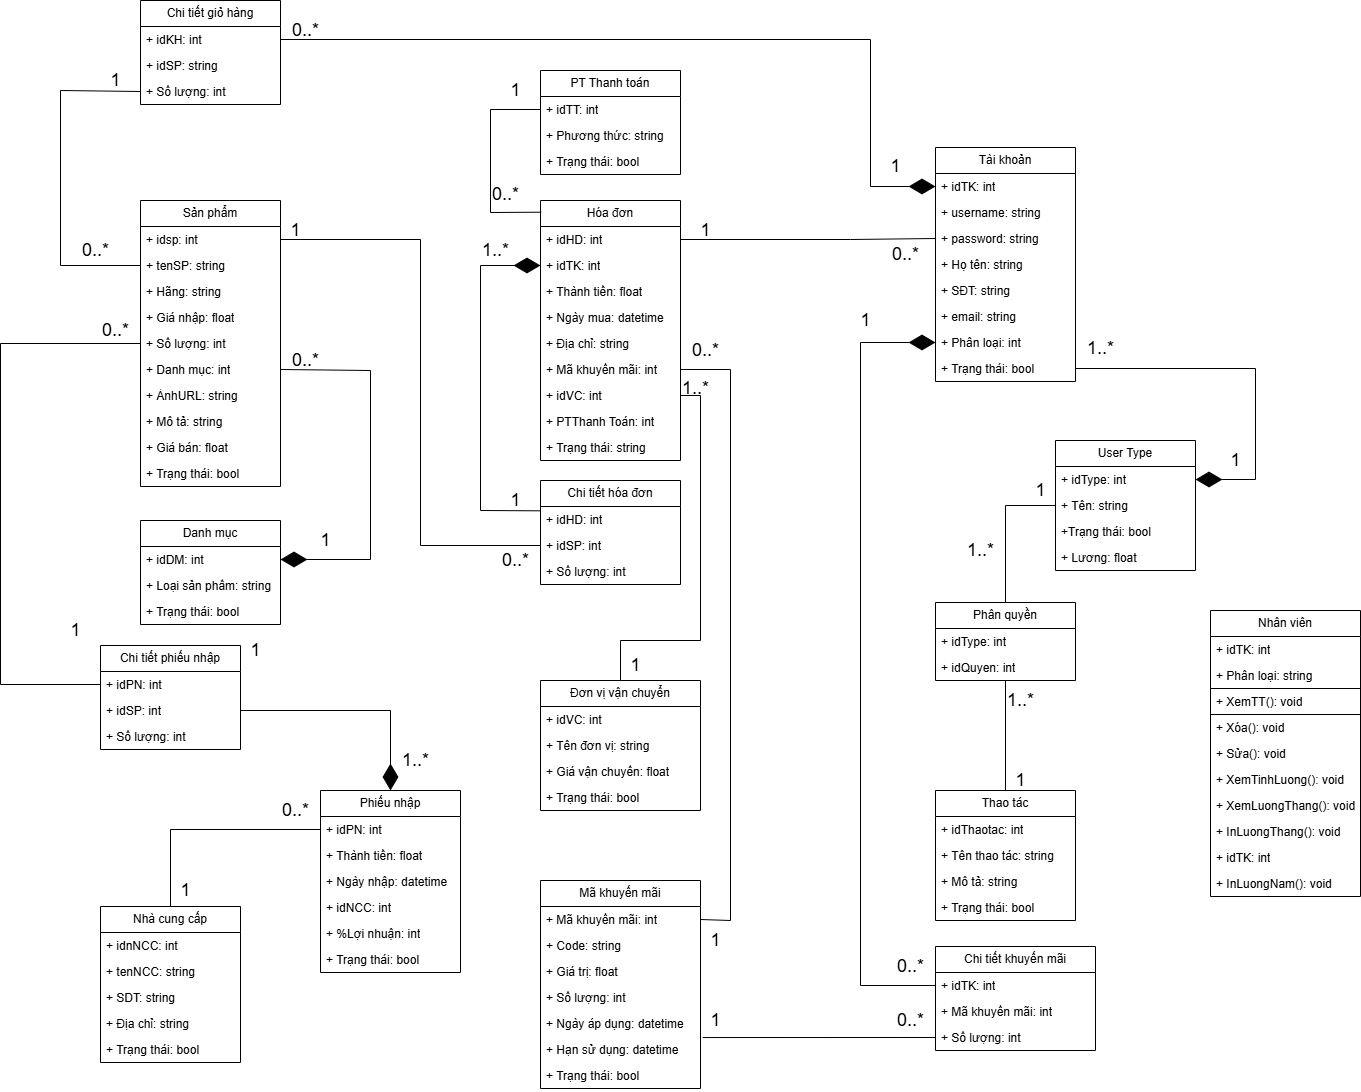 Chi tiết giỏ hàng
+ idKH: int
+ idSP: string
+ Số lượng: int
0..*
1
PT Thanh toán
+ idTT: int
+ Phương thức: string
+ Trạng thái: bool
1
0..*
Tài khoản
+ idTK: int
+ username: string
+ password: string
+ Họ tên: string
+ SĐT: string
+ email: string
+ Phân loại: int
+ Trạng thái: bool
1
0..*
1
1..*
Sản phẩm
+ idsp: int
+ tenSP: string
+ Hãng: string
+ Giá nhập: float
+ Số lượng: int
+ Danh mục: int
+ ẢnhURL: string
+ Mô tả: string
+ Giá bán: float
+ Trạng thái: bool
1
0..*
0..*
0..*
Hóa đơn
+ idHD: int
+ idTK: int
+ Thành tiền: float
+ Ngày mua: datetime
+ Địa chỉ: string
+ Mã khuyến mãi: int
+ idVC: int
+ PTThanh Toán: int
+ Trạng thái: string
1
1..*
0..*
1..*
User Type
+ idType: int
+ Tên: string
+Trạng thái: bool
+ Lương: float
1
1
1..*
Chi tiết hóa đơn
+ idHD: int
+ idSP: int
+ Số lượng: int
1
0..*
Danh mục
+ idDM: int
+ Loại sản phẩm: string
+ Trạng thái: bool
1
Phân quyền
+ idType: int
+ idQuyen: int
1..*
1
Nhân viên
+ idTK: int
+ Phân loại: string
+ XemTT(): void
+ Xóa(): void
+ Sửa(): void
+ XemTinhLuong(): void
+ XemLuongThang(): void
+ InLuongThang(): void
+ idTK: int
+ InLuongNam(): void
Chi tiết phiếu nhập
+ idPN: int
+ idSP: int
+ Số lượng: int
1
1
1..*
Đơn vị vận chuyển
+ idVC: int
+ Tên đơn vị: string
+ Giá vận chuyển: float
+ Trạng thái: bool
1
Phiếu nhập
+ idPN: int
+ Thành tiền: float
+ Ngày nhập: datetime
+ idNCC: int
+ %Lợi nhuận: int
+ Trạng thái: bool
0..*
1
Thao tác
+ idThaotac: int
+ Tên thao tác: string
+ Mô tả: string
+ Trạng thái: bool
Nhà cung cấp
+ idnNCC: int
+ tenNCC: string
+ SDT: string
+ Địa chỉ: string
+ Trạng thái: bool
Mã khuyến mãi
+ Mã khuyến mãi: int
+ Code: string
+ Giá trị: float
+ Số lượng: int
+ Ngày áp dụng: datetime
+ Hạn sử dụng: datetime
+ Trạng thái: bool
1
1
Chi tiết khuyến mãi
+ idTK: int
+ Mã khuyến mãi: int
+ Số lượng: int
0..*
0..*